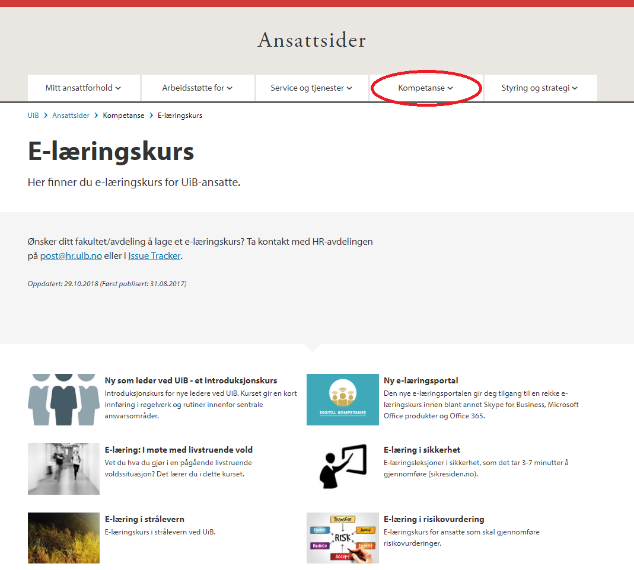 Ansattsider
Mitt ansattforhold
Arbeidsstøtte for
Service og tjenester
Kompetanse
Styring og strategi
UiB > Ansattsider > Kompetanse > E-læringskurs
E-læringskurs
Her finner du e-læringskurs for UiB-ansatte.
Ønsker ditt fakultet/avdeling å lage et e-læringskurs? Ta kontakt med HR-avdelingen
på post@hr.uib.no eller i Issue Tracker.
Oppdatert: 29.10.2018 (Først publisert: 31.08.2017)
Ny som leder ved UiB - et introduksjonskurs
Introduksjonskurs for nye ledere ved UiB. Kurset gir en kort
innføring i regelverk og rutiner innenfor sentrale
ansvarsområder.
DIGITAL KOMPETANSE
Ny e-læringsportal
Den nye e-læringsportalen gir deg tilgang til en rekke e-
læringskurs innen blant annet Skype for Business, Microsoft
Office produkter og Office 365.
E-læring: I møte med livstruende vold
Vet du hva du gjør i en pågående livstruende
voldssituasjon? Det lærer du i dette kurset.
E-læring i sikkerhet
E-læringsleksjoner i sikkerhet, som det tar 3-7 minutter å
gjennomføre (sikresiden.no).
E-læring i strålevern
E-læringskurs i strålevern ved UiB.
Transfer
Avoid
RISK
Reduce
Accept
E-læring i risikovurdering
E-læringskurs for ansatte som skal gjennomføre
risikovurderinger.